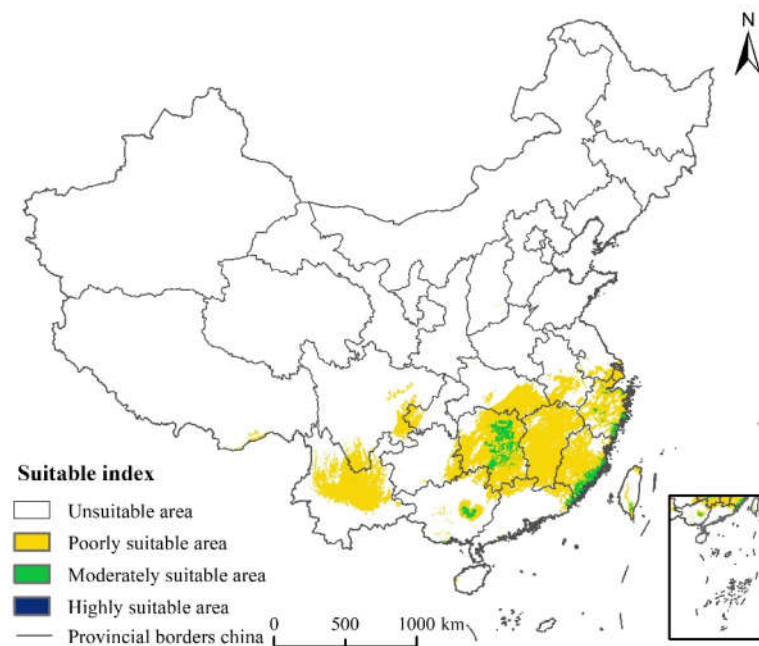 N
Suitable index
Unsuitable area
Poorly suitable area
Moderately suitable area
Highly suitable area
Provincial borders china
0 500 1000 km